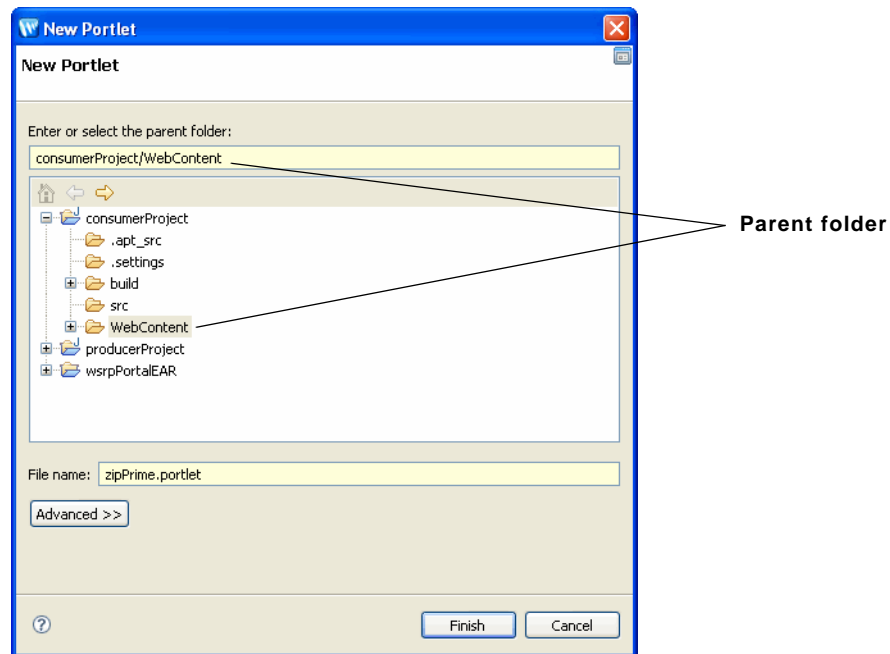 New Portlet
New Portlet
Enter or select the parent folder:
consumerProject/WebContent
Parent folder
consumerProject
.apt_src
.settings
build
src
WebContent
producerProject
wsrpPortalEAR
File name: zipPrime.portlet
Advanced >>
Finish Cancel